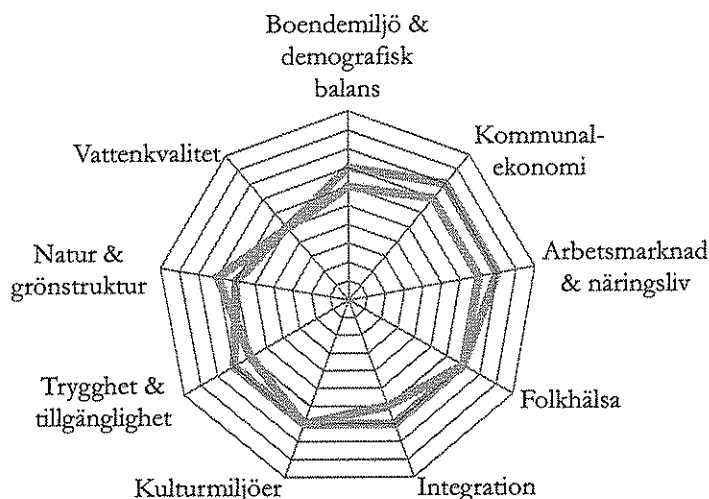 Boendemiljö &
demografisk
balans
Kommunal-
ekonomi
Arbetsmarknad
& näringsliv
Folkhälsa
Integration
Kulturmiljöer
Trygghet &
tillgänglighet
Natur &
grönstruktur
Vattenkvalitet